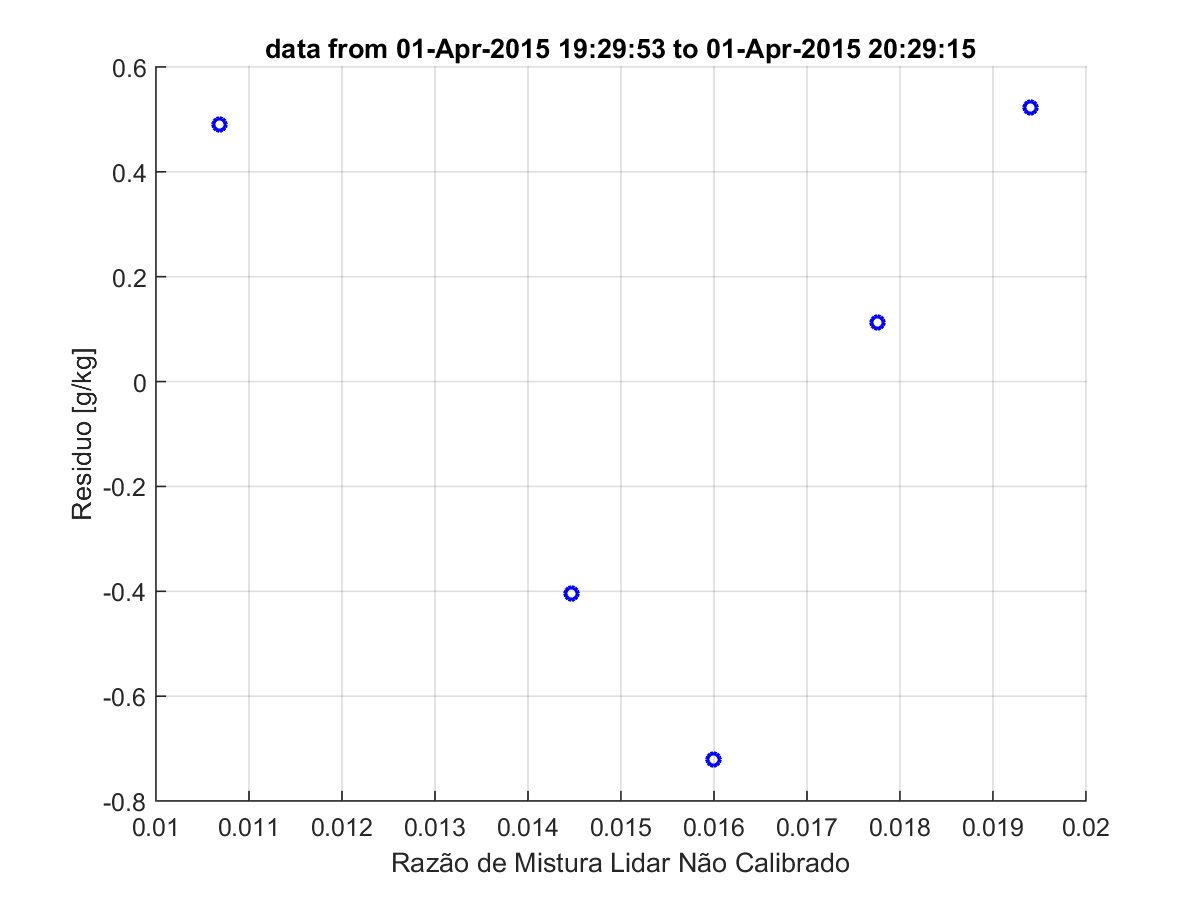 data from 01-Apr-2015 19:29:53 to 01-Apr-2015 20:29:15
0.6
0.4
0.2
0
-0.2
-0.4
-0.6
-0.8
Residuo [g/kg]
0.01 0.011 0.012 0.013 0.014 0.015 0.016 0.017 0.018 0.019 0.02
Razão de Mistura Lidar Não Calibrado